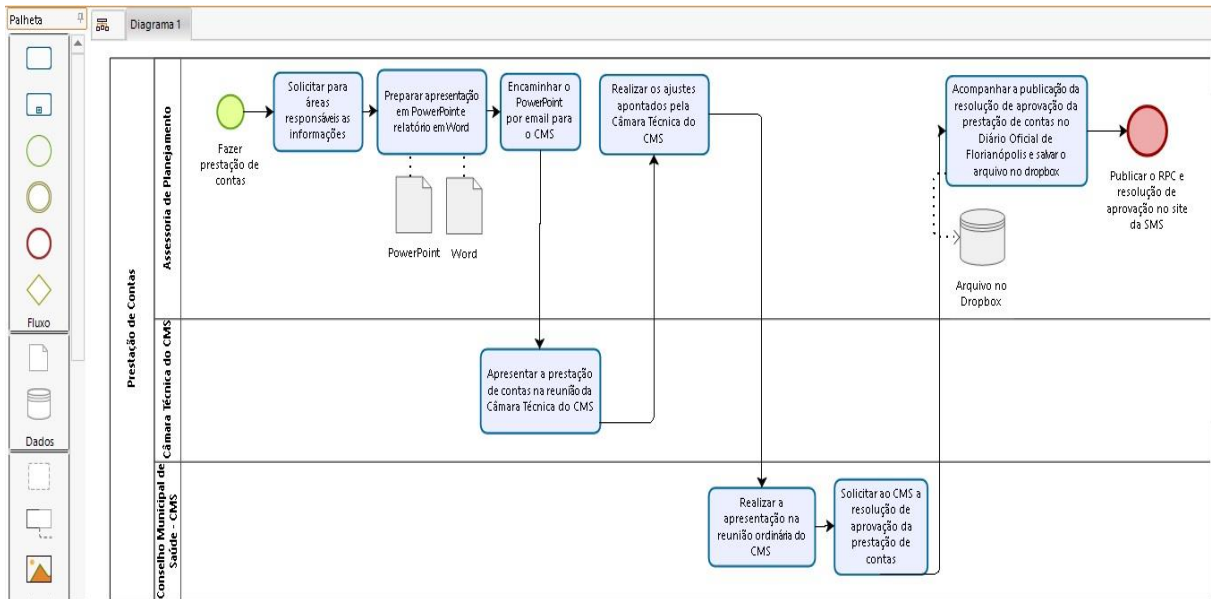 Palheta
Diagrama 1
Fluxo
Dados
Prestação de Contas
Assessoria de Planejamento
Fazer
prestação de
contas
Solicitar para
áreas
responsáveis as
informações
Preparar apresentação
em PowerPoint e
relatório em Word
PowerPoint
Word
Encaminhar o
PowerPoint
por email para
o CMS
Realizar os ajustes
apontados pela
Câmara Técnica do
CMS
Acompanhar a publicação da
resolução de aprovação da
prestação de contas no
Diário Oficial de
Florianópolis e salvar o
arquivo no dropbox
Arquivo no
Dropbox
Publicar o RPC e
resolução de
aprovação no site
da SMS
Câmara Técnica do CMS
Apresentar a prestação
de contas na reunião da
Câmara Técnica do CMS
Conselho Municipal de
Saúde - CMS
Realizar a
apresentação na
reunião ordinária do
CMS
Solicitar ao CMS a
resolução de
aprovação da
prestação de
contas